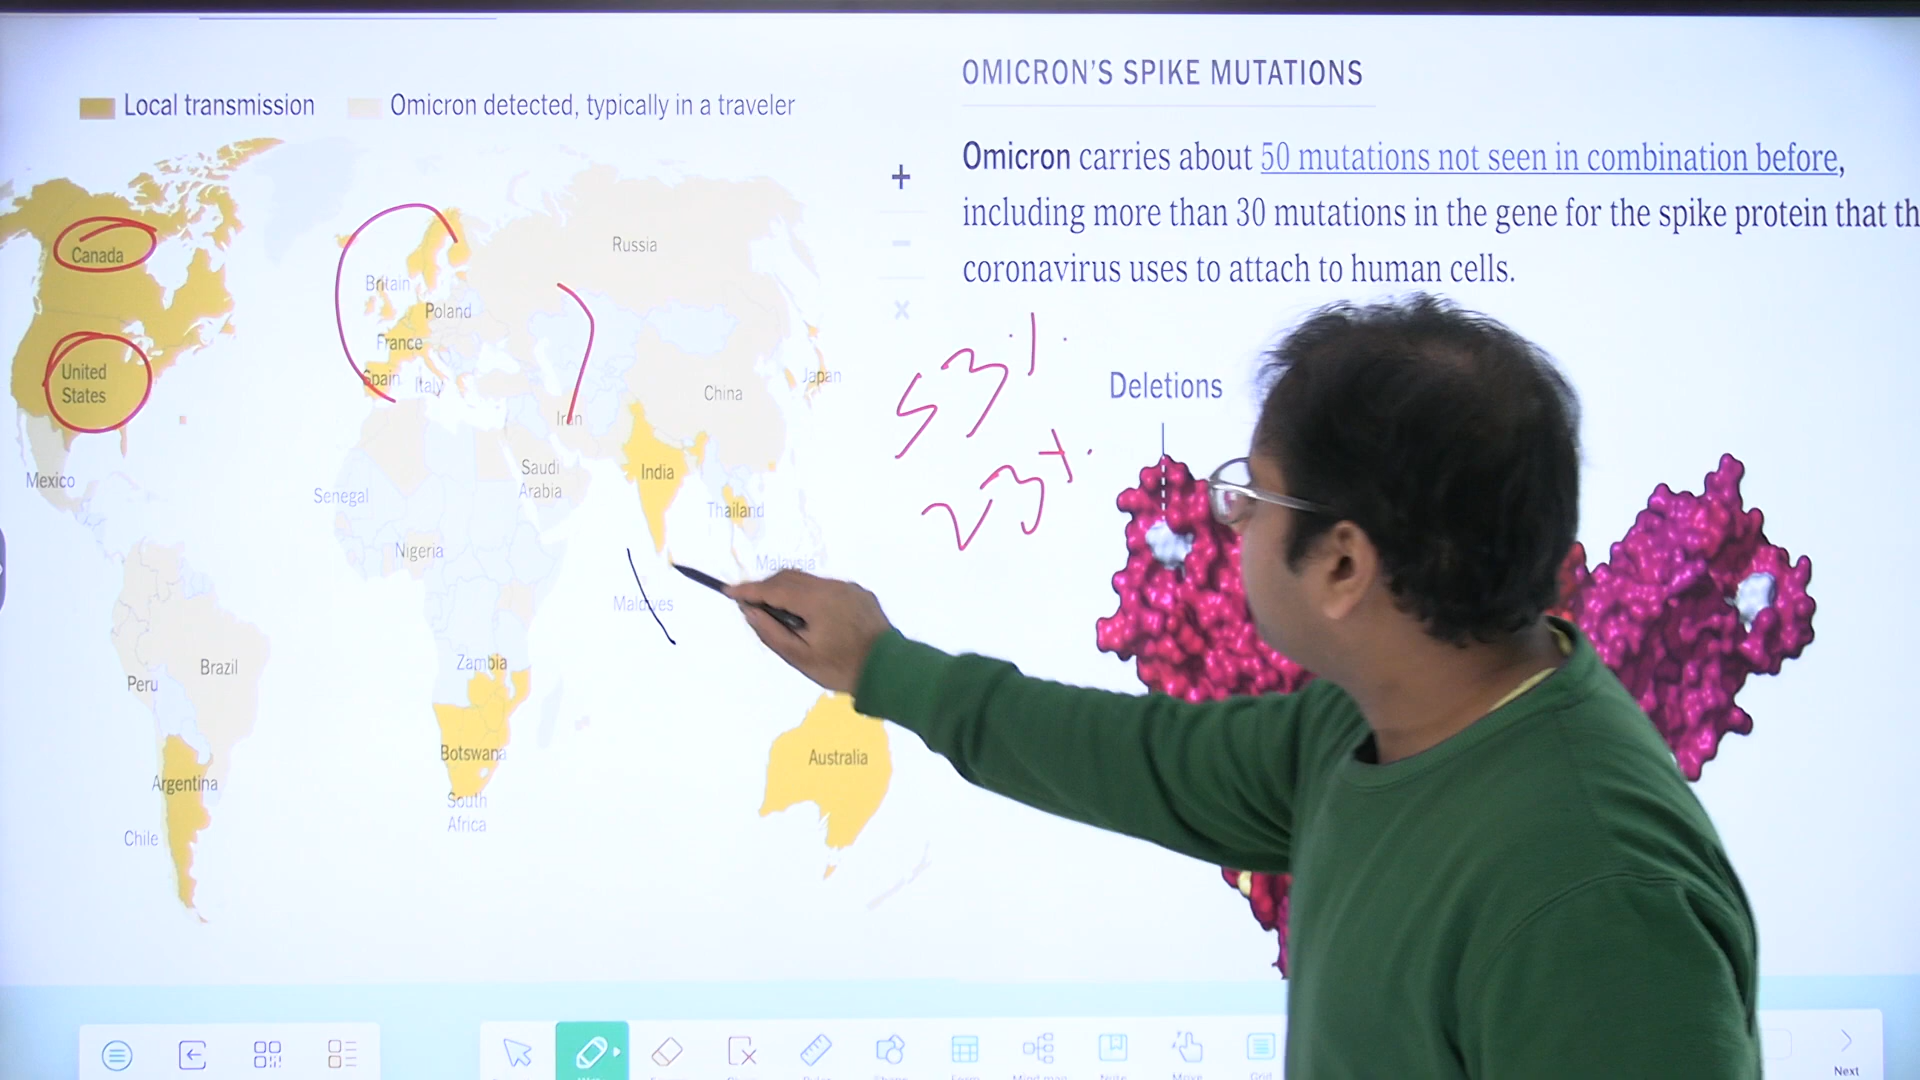 OMICRON'S SPIKE MUTATIONS
Local transmission
Omicron detected, typically in a traveler
Omicron carries about 50 mutations not seen in combination before,
including more than 30 mutations in the gene for the spike protein that th
coronavirus uses to attach to human cells.
Canada
Russia
Britain
Poland
France
United
States
Spain
Italy
Japan
China
Iran
53%
Deletions
India
Saudi
Arabia
Mexico
Senegal
Thailand
23%
Nigeria
Malaysia
Maldives
Zambia
Brazil
Peru
Botswana
Australia
Argentina
South
Africa
Chile
Next